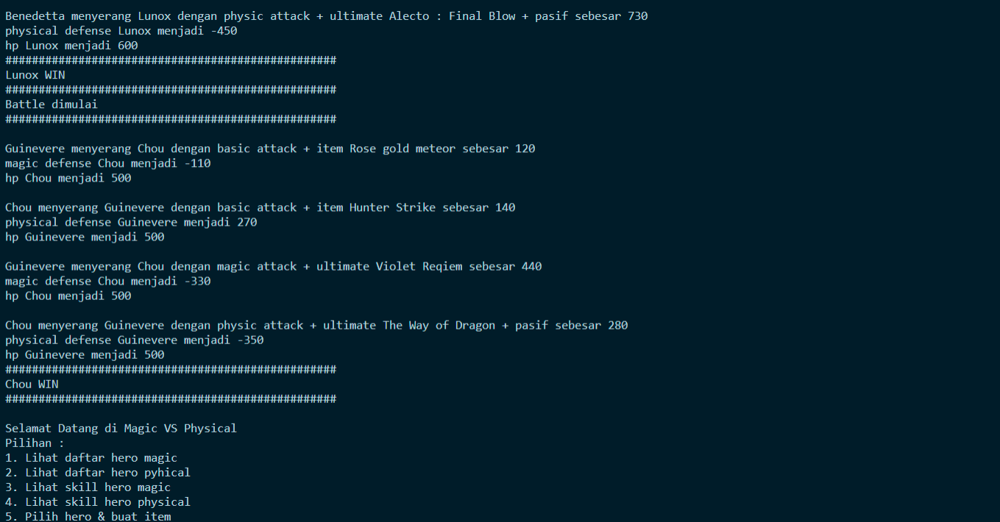 Benedetta menyerang Lunox dengan physic attack + ultimate Alecto : Final Blow + pasif sebesar 730
physical defense Lunox menjadi -450
hp Lunox menjadi 600
##################################################
Lunox WIN
##################################################
Battle dimulai
##################################################
Guinevere menyerang Chou dengan basic attack + item Rose gold meteor sebesar 120
magic defense Chou menjadi -110
hp Chou menjadi 500
Chou menyerang Guinevere dengan basic attack + item Hunter Strike sebesar 140
physical defense Guinevere menjadi 270
hp Guinevere menjadi 500
Guinevere menyerang Chou dengan magic attack + ultimate Violet Reqiem sebesar 440
magic defense Chou menjadi -330
hp Chou menjadi 500
Chou menyerang Guinevere dengan physic attack + ultimate The Way of Dragon + pasif sebesar 280
physical defense Guinevere menjadi -350
hp Guinevere menjadi 500
##################################################
Chou WIN
##################################################
Selamat Datang di Magic VS Physical
Pilihan :
1. Lihat daftar hero magic
2. Lihat daftar hero pyhical
3. Lihat skill hero magic
4. Lihat skill hero physical
5. Pilih hero & buat item